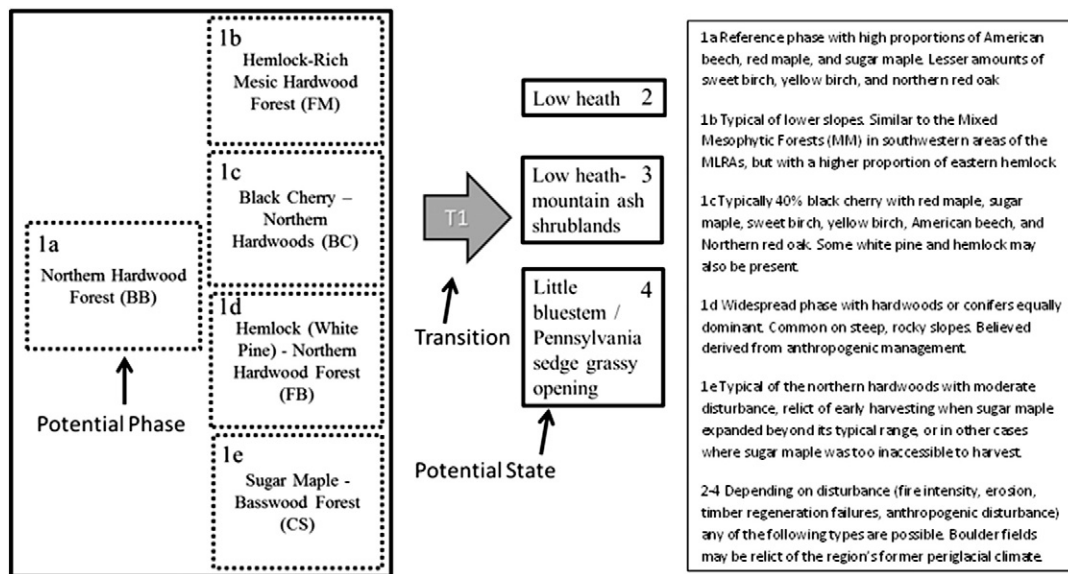 1b
Hemlock-Rich
Mesic Hardwood
Forest (FM)
1c
Black Cherry –
Northern
Hardwoods (BC)
1a
Northern Hardwood
Forest (BB)
1d
Hemlock (White
Pine) - Northern
Hardwood Forest
(FB)
Potential Phase
1e
Sugar Maple -
Basswood Forest
(CS)
T1
Transition
Low heath 2
Low heath- 3
mountain ash
shrublands
Little 4
bluestem /
Pennsylvania
sedge grassy
opening
Potential State
1a Reference phase with high proportions of American
beech, red maple, and sugar maple. Lesser amounts of
sweet birch, yellow birch, and northern red oak
1b Typical of lower slopes. Similar to the Mixed
Mesophytic Forests (MM) in southwestern areas of the
MLRAs, but with a higher proportion of eastern hemlock
1c Typically 40% black cherry with red maple, sugar
maple, sweet birch, yellow birch, American beech, and
Northern red oak. Some white pine and hemlock may
also be present.
1d Widespread phase with hardwoods or conifers equally
dominant. Common on steep, rocky slopes. Believed
derived from anthropogenic management.
1e Typical of the northern hardwoods with moderate
disturbance, relict of early harvesting when sugar maple
expanded beyond its typical range, or in other cases
where sugar maple was too inaccessible to harvest.
2-4 Depending on disturbance (fire intensity, erosion,
timber regeneration failures, anthropogenic disturbance)
any of the following types are possible. Boulder fields
may be relict of the region's former periglacial climate.